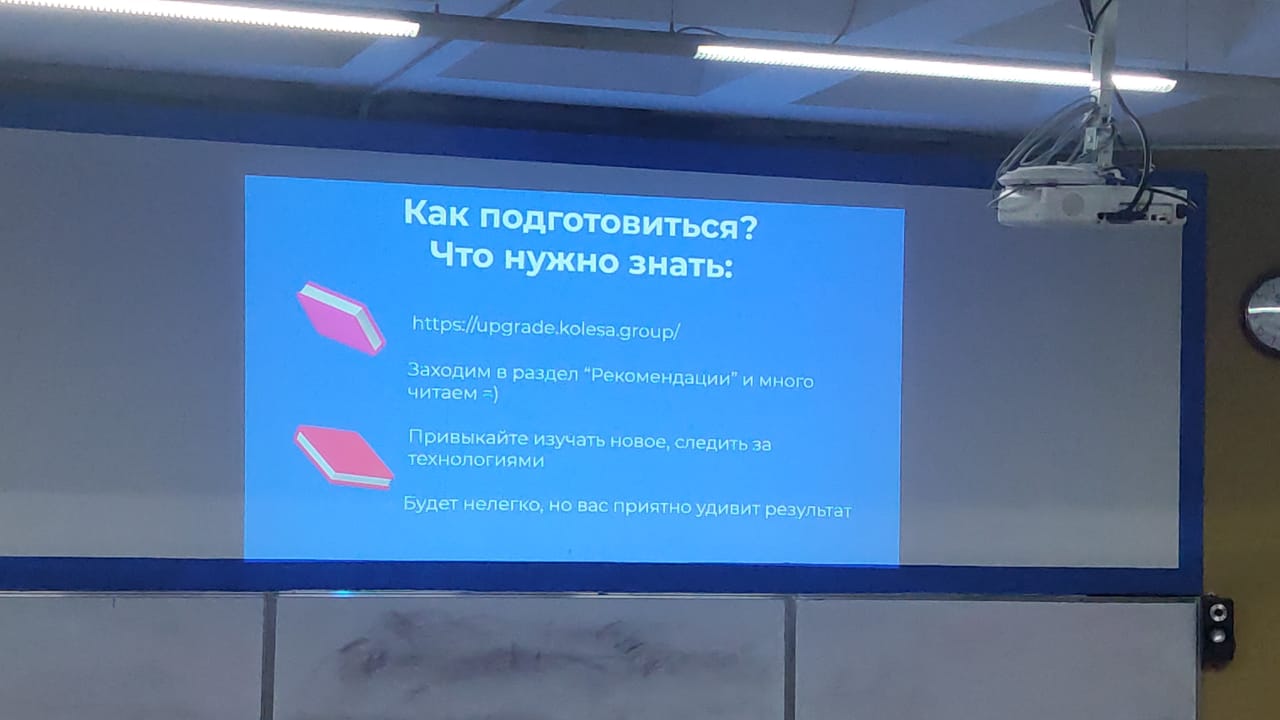 Как подготовиться?
Что нужно знать:
https://upgrade.kolesa.group/
Заходим в раздел “Рекомендации” и много
читаем =)
Привыкайте изучать новое, следить за
технологиями
Будет нелегко, но вас приятно удивит результат